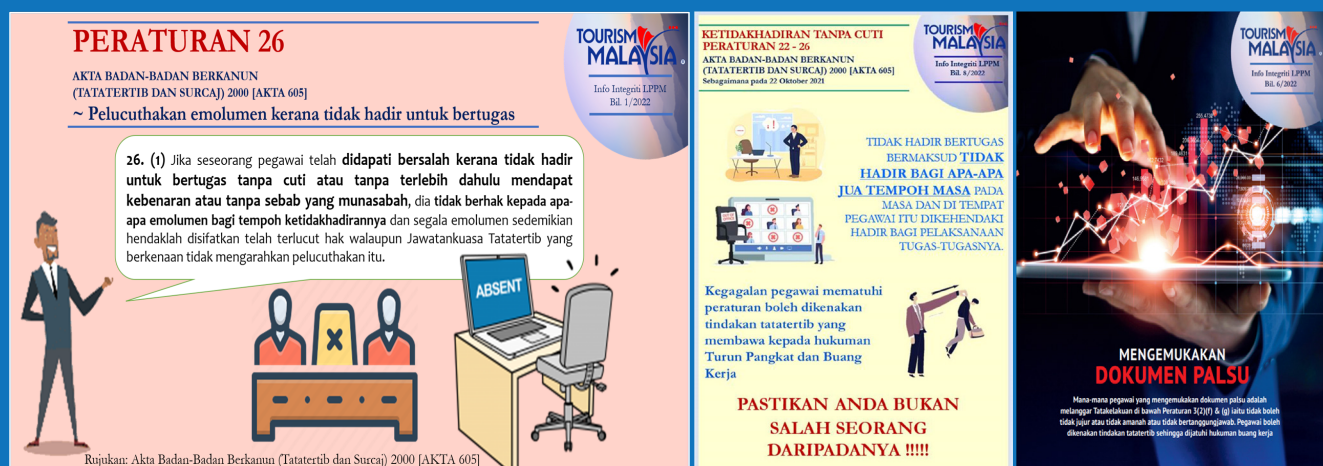 PERATURAN 26
AKTA BADAN-BADAN BERKANUN
(TATATERTIB DAN SURCAJ) 2000 [AKTA 605]
~ Pelucuthakan emolumen kerana tidak hadir untuk bertugas
TOURISM
MALAYSIA
Info Integriti LPPM
Bil. 1/2022
26. (1) Jika seseorang pegawai telah didapati bersalah kerana tidak hadir
untuk bertugas tanpa cuti atau tanpa terlebih dahulu mendapat
kebenaran atau tanpa sebab yang munasabah, dia tidak berhak kepada apa-
apa emolumen bagi tempoh ketidakhadirannya dan segala emolumen sedemikian
hendaklah disifatkan telah terlucut hak walaupun Jawatankuasa Tatatertib yang
berkenaan tidak mengarahkan pelucuthakan itu.
ABSENT
Rujukan: Akta Badan-Badan Berkanun (Tatatertib dan Surcaj) 2000 [AKTA 605]
KETIDAKHADIRAN TANPA CUTI
PERATURAN 22 - 26
AKTA BADAN-BADAN BERKANUN
(TATATERTIB DAN SURCAJ) 2000 [AKTA 605]
Sebagaimana pada 22 Oktober 2021
TOURISM
MALAYSIA
Info Integriti LPPM
Bil. 8/2022
TIDAK HADIR BERTUGAS
BERMAKSUD TIDAK
HADIR BAGI APA-APA
JUA TEMPOH MASA PADA
MASA DAN DI TEMPAT
PEGAWAI ITU DIKEHENDAKI
HADIR BAGI PELAKSANAAN
TUGAS-TUGASNYA.
Kegagalan pegawai mematuhi
peraturan boleh dikenakan
tindakan tatatertib yang
membawa kepada hukuman
Turun Pangkat dan Buang
Kerja
PASTIKAN ANDA BUKAN
SALAH SEORANG
DARIPADANYA !!!!!
TOURISM
MALAYSIA
Info Integriti LPPM
Bil. 6/2022
MENGEMUKAKAN
DOKUMEN PALSU
Mana-mana pegawai yang mengemukakan dokumen palsu adalah
melanggar Tatakelakuan di bawah Peraturan 3(2)(f) & (g) iaitu tidak boleh
tidak jujur atau tidak amanah atau tidak bertanggungjawab. Pegawai boleh
dikenakan tindakan tatatertib sehingga dijatuhi hukuman buang kerja